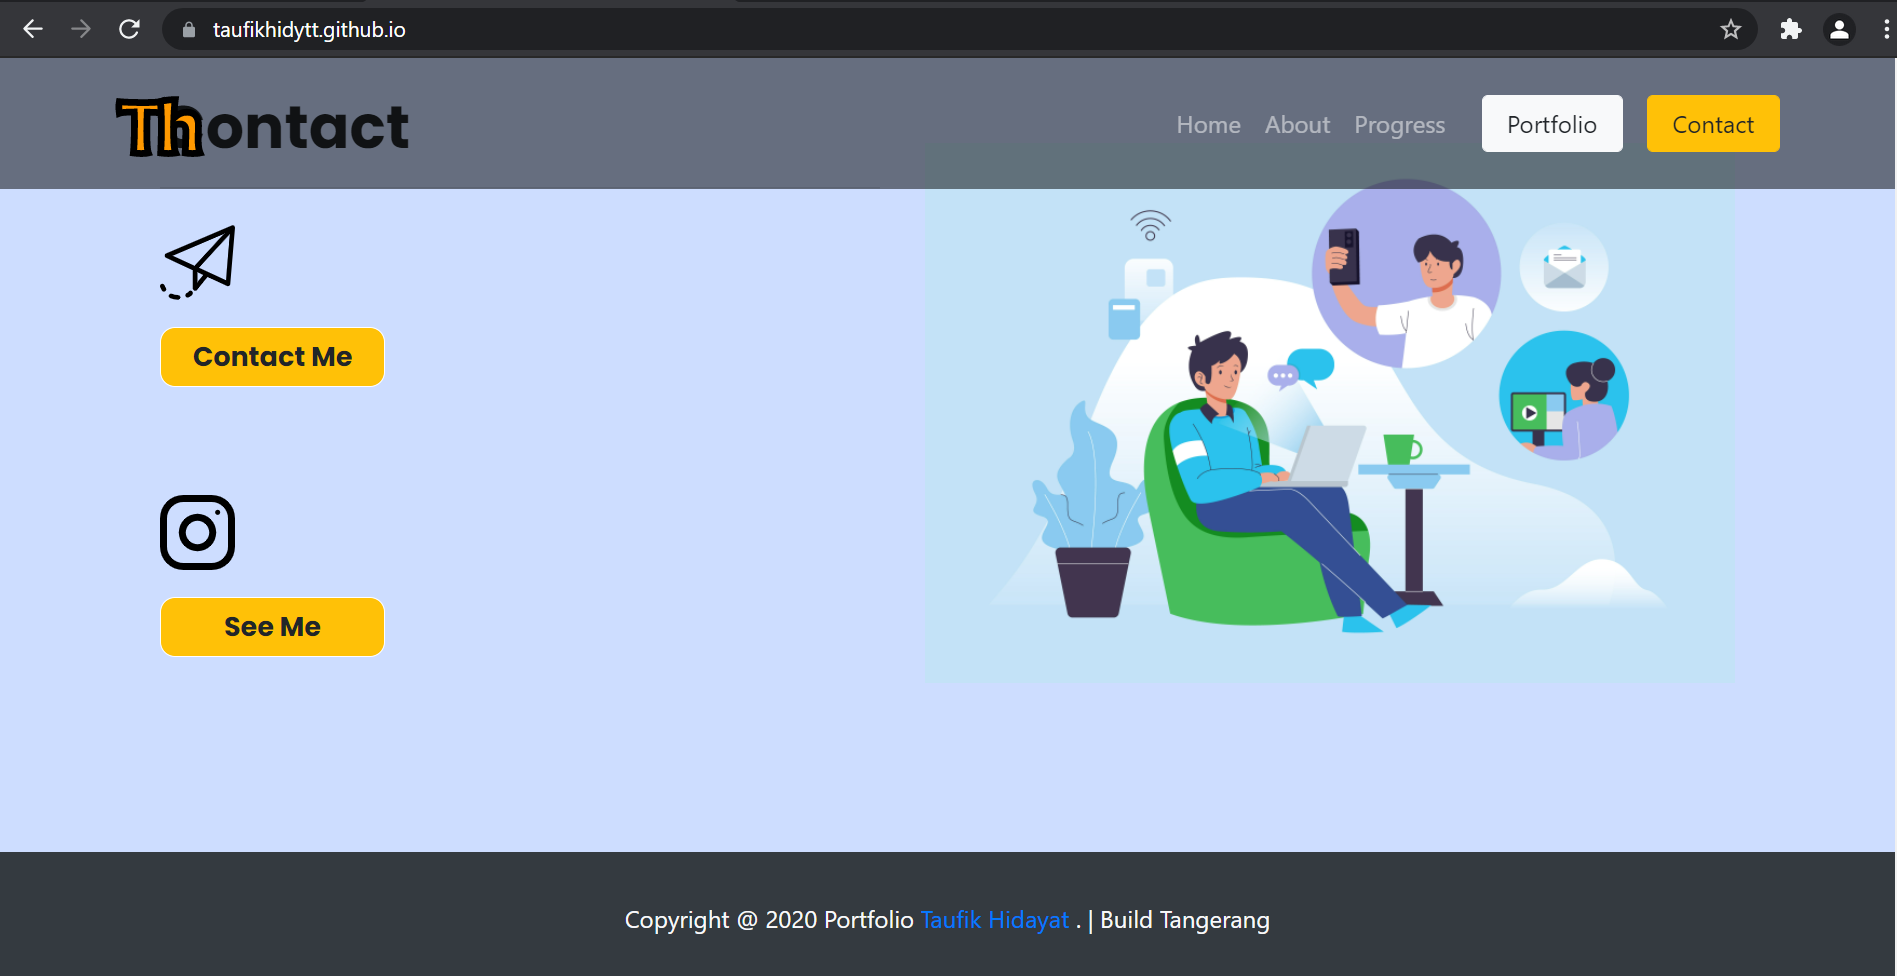 taufikhidytt.github.io
Th ontact
Home About Progress Portfolio Contact
Contact Me
See Me
Copyright @ 2020 Portfolio Taufik Hidayat . | Build Tangerang